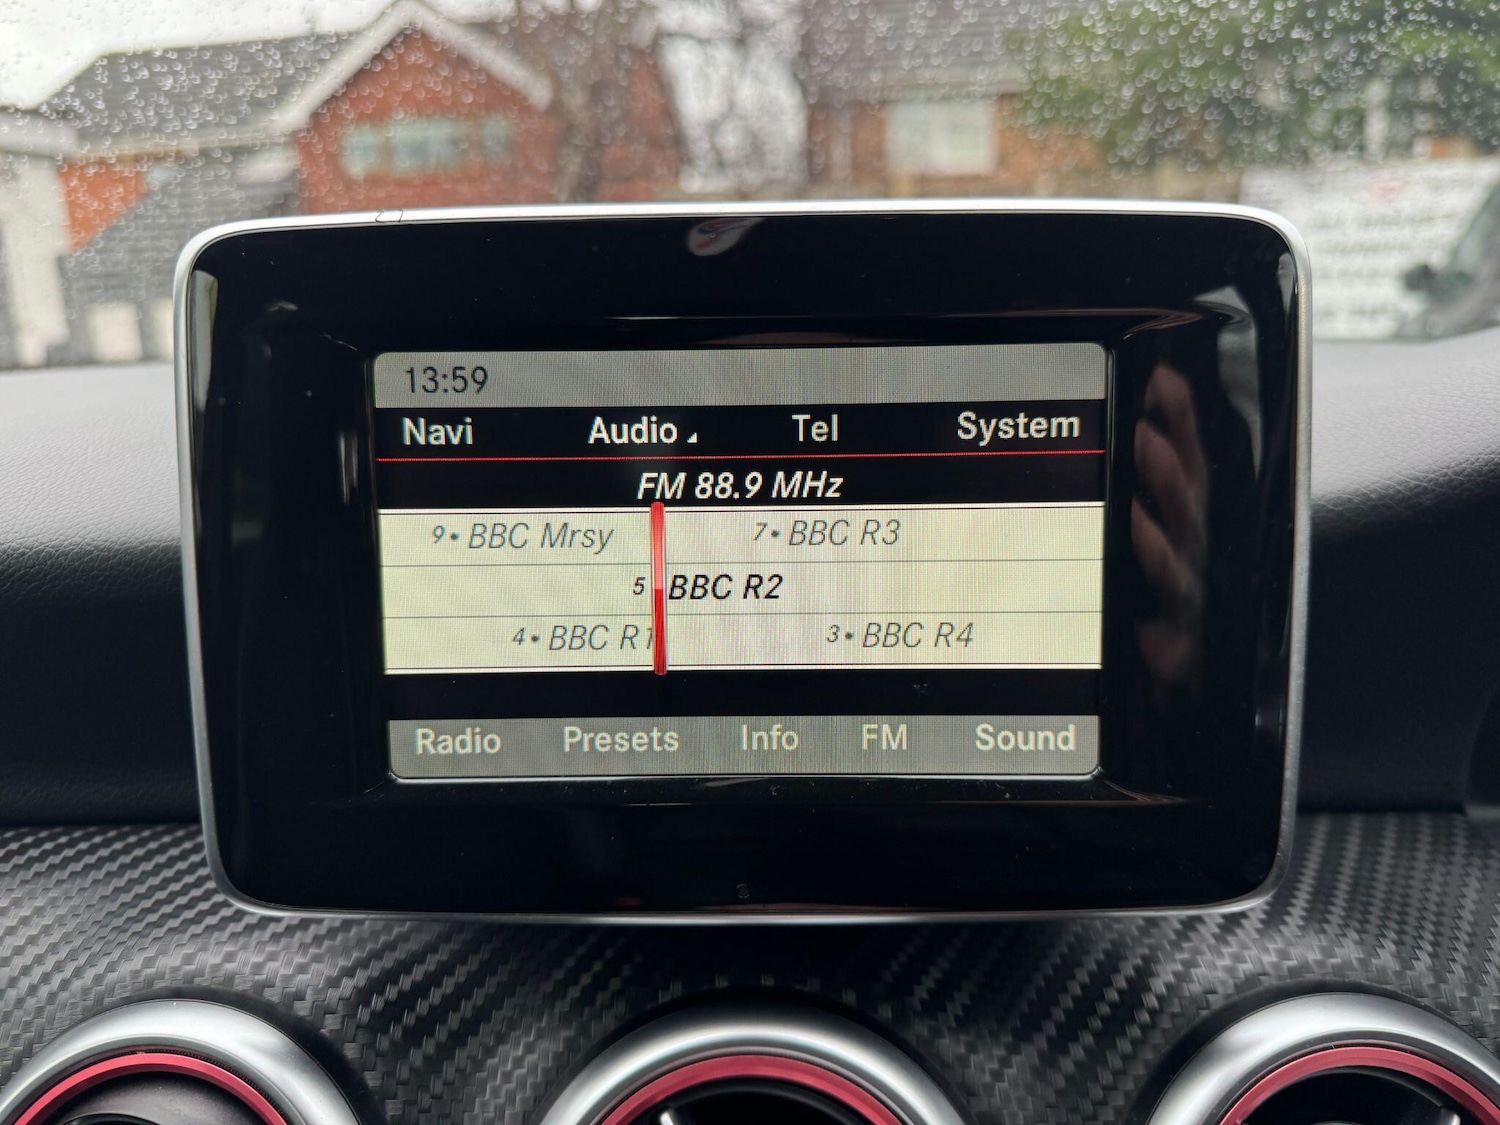 13:59
Navi Audio Tel System
FM 88.9 MHz
9• BBC Mrsy 7• BBC R3
5 BBC R2
4• BBC R1 3• BBC R4
Radio Presets Info FM Sound